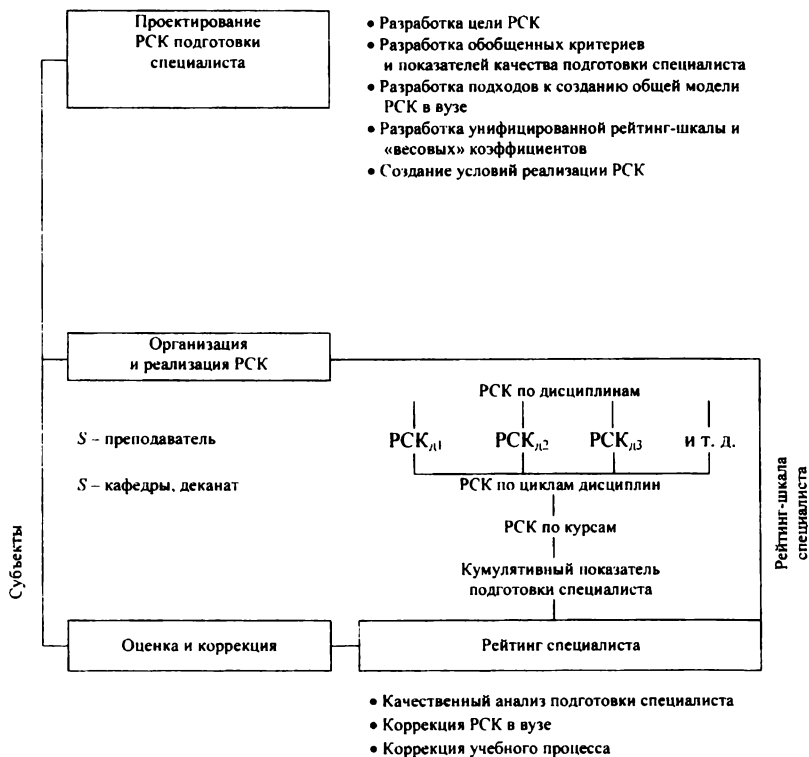 Проектирование
РСК подготовки
специалиста
• Разработка цели РСК
• Разработка обобщенных критериев
и показателей качества подготовки специалиста
• Разработка подходов к созданию общей модели
РСК в вузе
• Разработка унифицированной рейтинг-шкалы и
«весовых» коэффициентов
• Создание условий реализации РСК
Организация
и реализация РСК
РСК по дисциплинам
S – преподаватель
РСКд1 РСКд2 РСКд3 и т. д.
S – кафедры, деканат
РСК по циклам дисциплин
РСК по курсам
Кумулятивный показатель
подготовки специалиста
Субъекты
Рейтинг-шкала
специалиста
Оценка и коррекция
Рейтинг специалиста
• Качественный анализ подготовки специалиста
• Коррекция РСК в вузе
• Коррекция учебного процесса